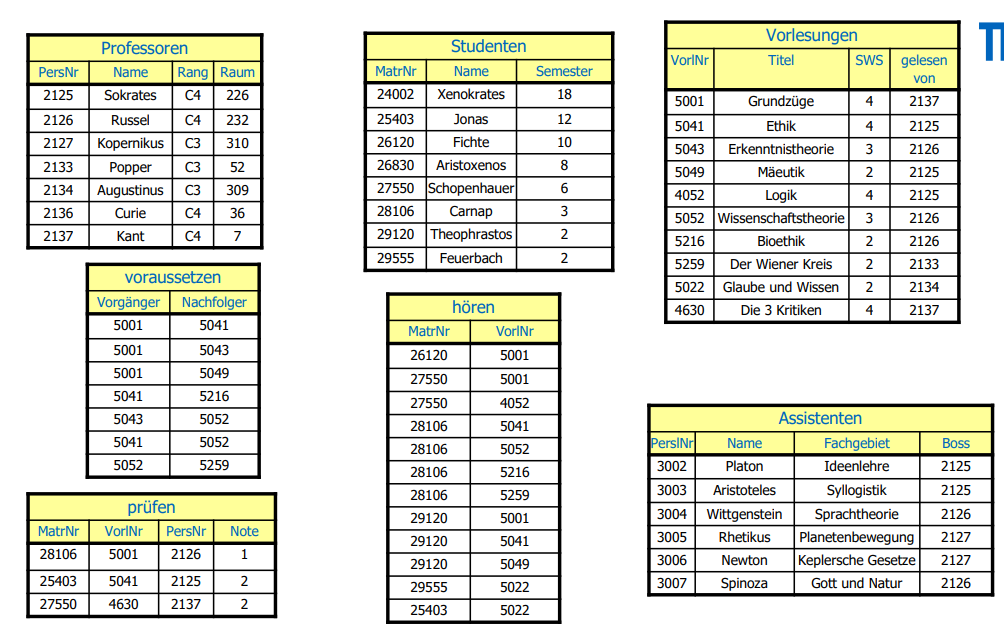 Professoren
PersNr Name Rang Raum
2125 Sokrates C4 226
2126 Russel C4 232
2127 Kopernikus C3 310
2133 Popper C3 52
2134 Augustinus C3 309
2136 Curie C4 36
2137 Kant C4 7
Studenten
MatrNr Name Semester
24002 Xenokrates 18
25403 Jonas 12
26120 Fichte 10
26830 Aristoxenos 8
27550 Schopenhauer 6
28106 Carnap 3
29120 Theophrastos 2
29555 Feuerbach 2
Vorlesungen
VorlNr Titel SWS gelesen
von
5001 Grundzüge 4 2137
5041 Ethik 4 2125
5043 Erkenntnistheorie 3 2126
5049 Mäeutik 2 2125
4052 Logik 4 2125
5052 Wissenschaftstheorie 3 2126
5216 Bioethik 2 2126
5259 Der Wiener Kreis 2 2133
5022 Glaube und Wissen 2 2134
4630 Die 3 Kritiken 4 2137
voraussetzen
Vorgänger Nachfolger
5001 5041
5001 5043
5001 5049
5041 5216
5043 5052
5041 5052
5052 5259
hören
MatrNr VorlNr
26120 5001
27550 5001
27550 4052
28106 5041
28106 5052
28106 5216
28106 5259
29120 5001
29120 5041
29120 5049
29555 5022
25403 5022
Assistenten
PerslNr Name Fachgebiet Boss
3002 Platon Ideenlehre 2125
3003 Aristoteles Syllogistik 2125
3004 Wittgenstein Sprachtheorie 2126
3005 Rhetikus Planetenbewegung 2127
3006 Newton Keplersche Gesetze 2127
3007 Spinoza Gott und Natur 2126
prüfen
MatrNr VorlNr PersNr Note
28106 5001 2126 1
25403 5041 2125 2
27550 4630 2137 2